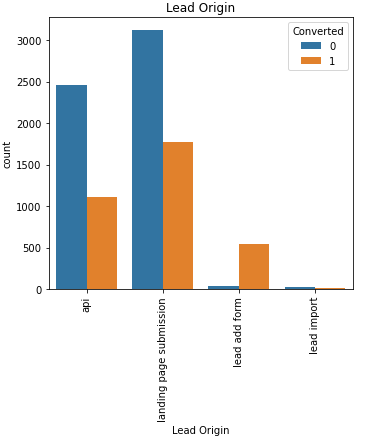 Lead Origin
Converted
0
1
3000
2500
2000
1500
1000
500
0
count
api
landing page submission
lead add form
lead import
Lead Origin